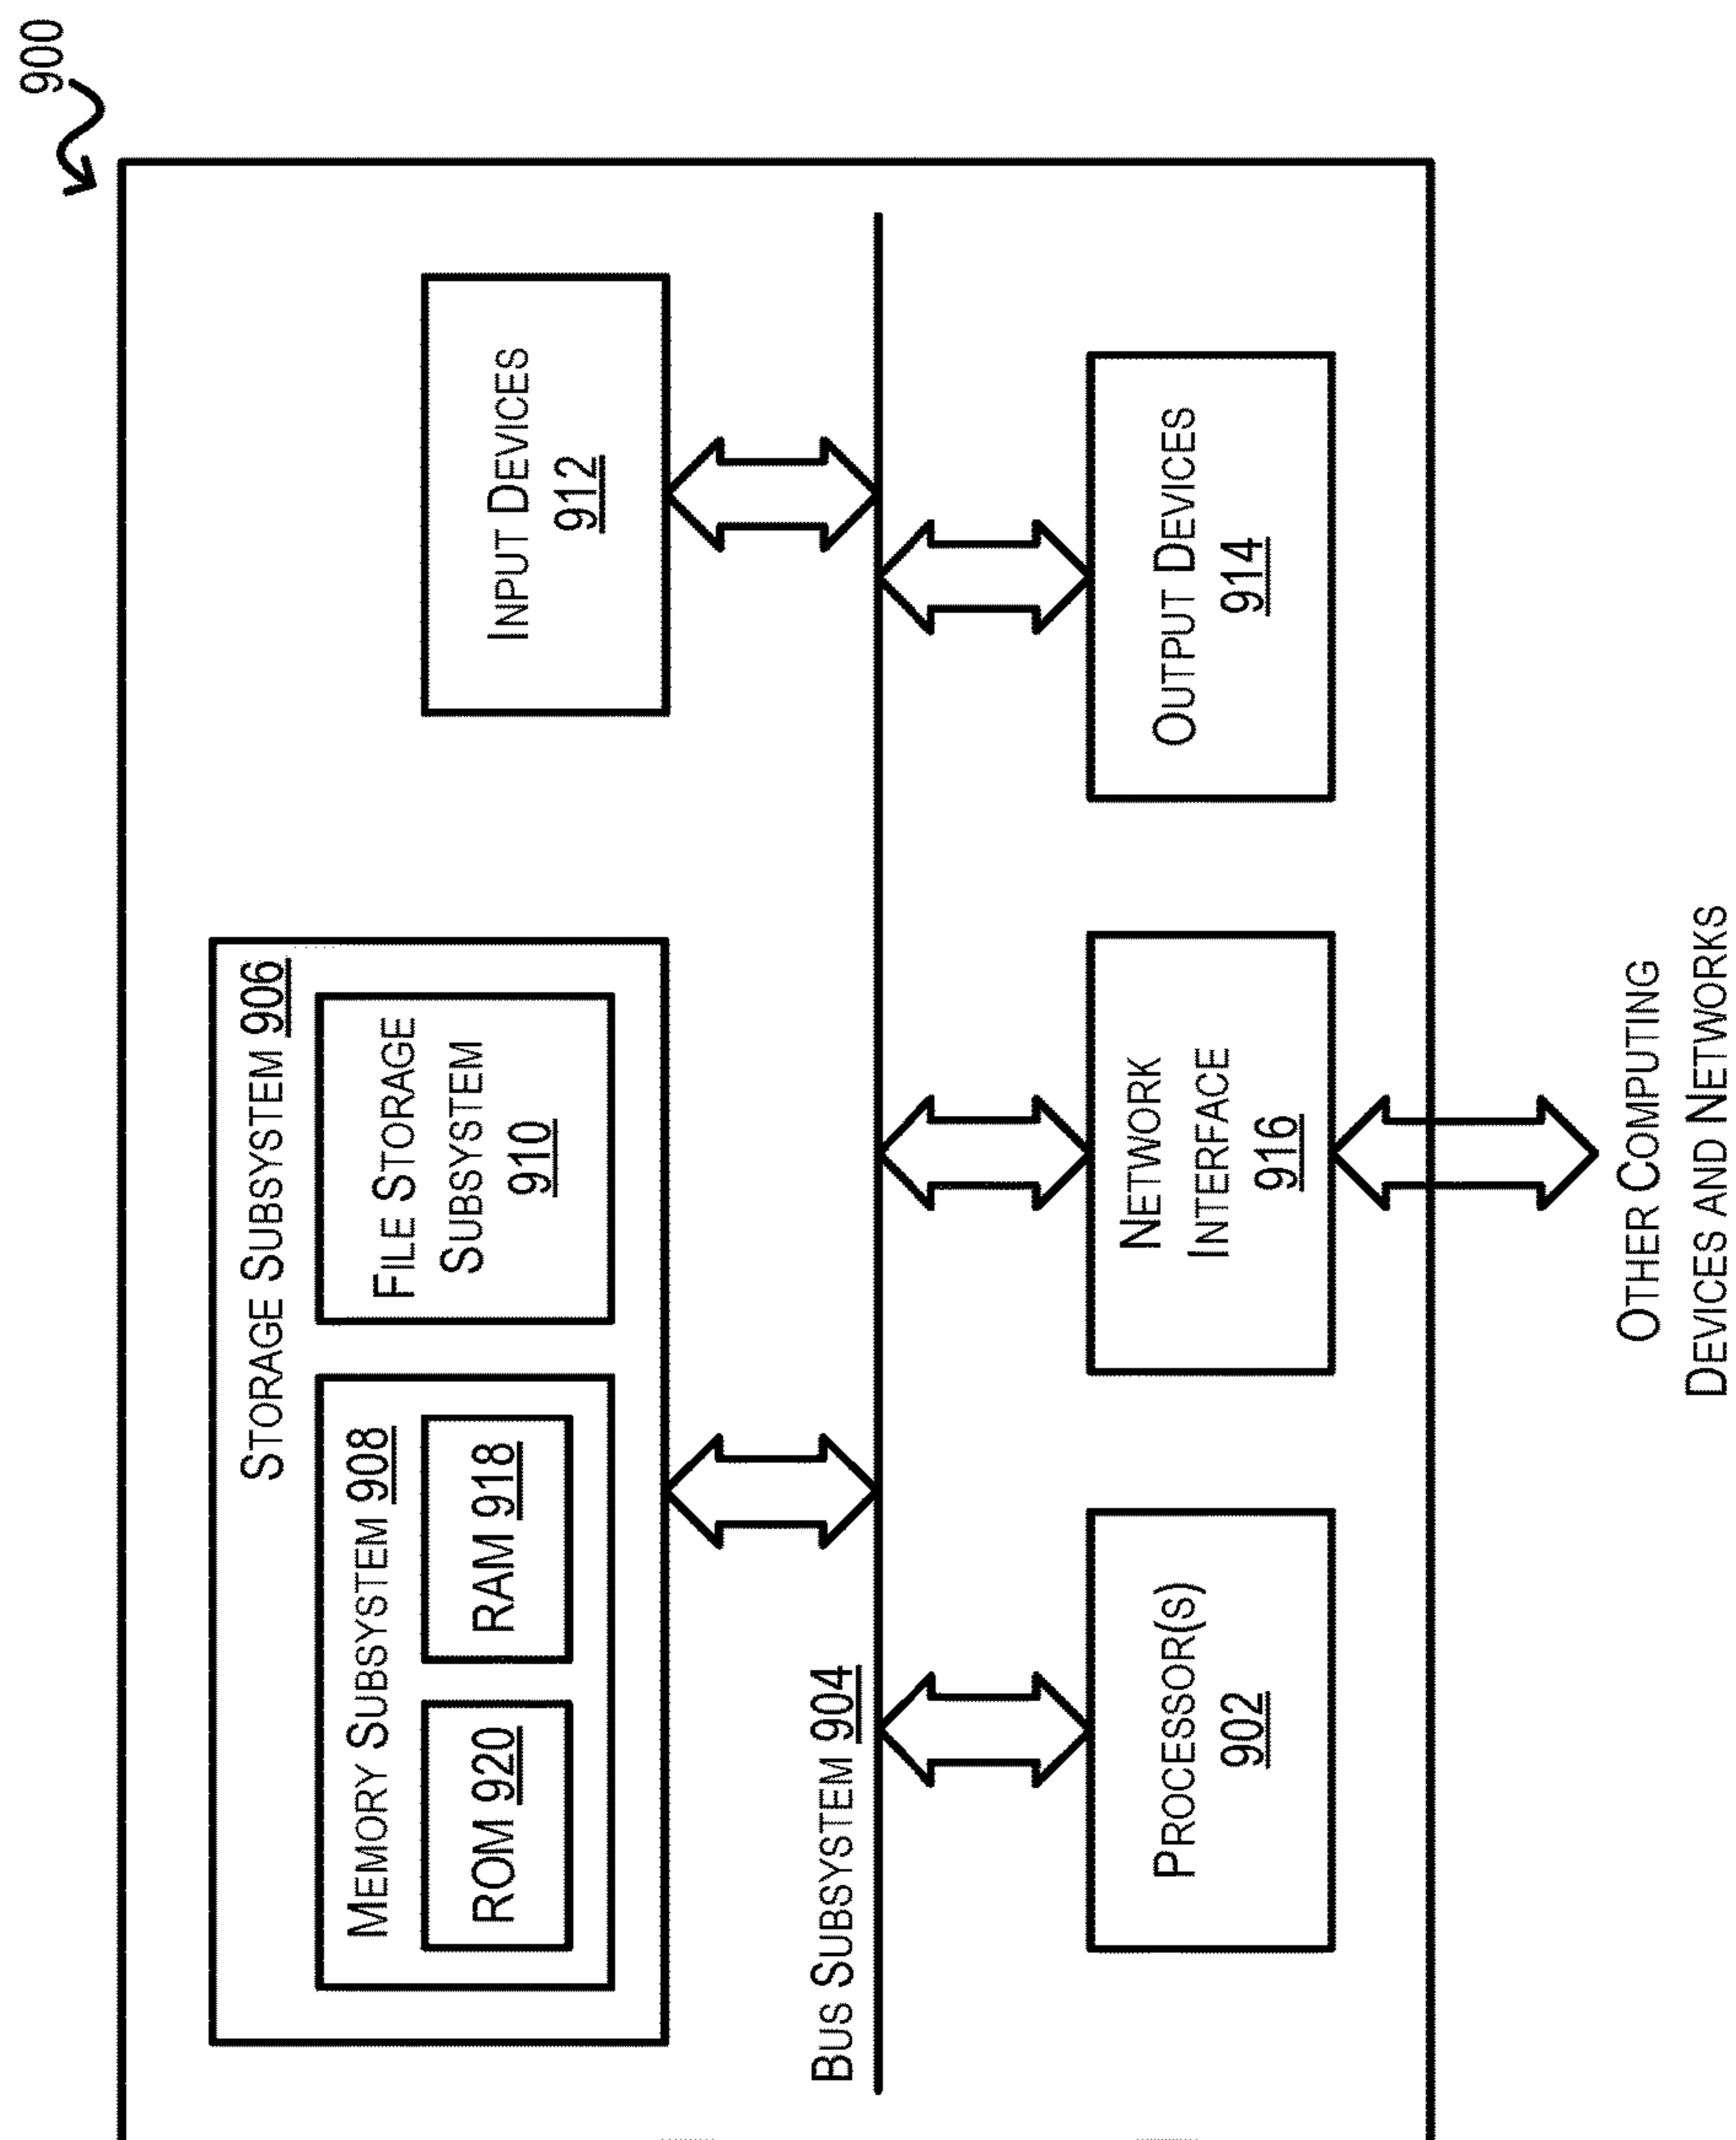 900
STORAGE SUBSYSTEM 906
MEMORY SUBSYSTEM 908
ROM 920
RAM 918
FILE STORAGE
SUBSYSTEM
910
INPUT DEVICES
912
BUS SUBSYSTEM 904
PROCESSOR(S)
902
NETWORK
INTERFACE
916
OUTPUT DEVICES
914
OTHER COMPUTING
DEVICES AND NETWORKS